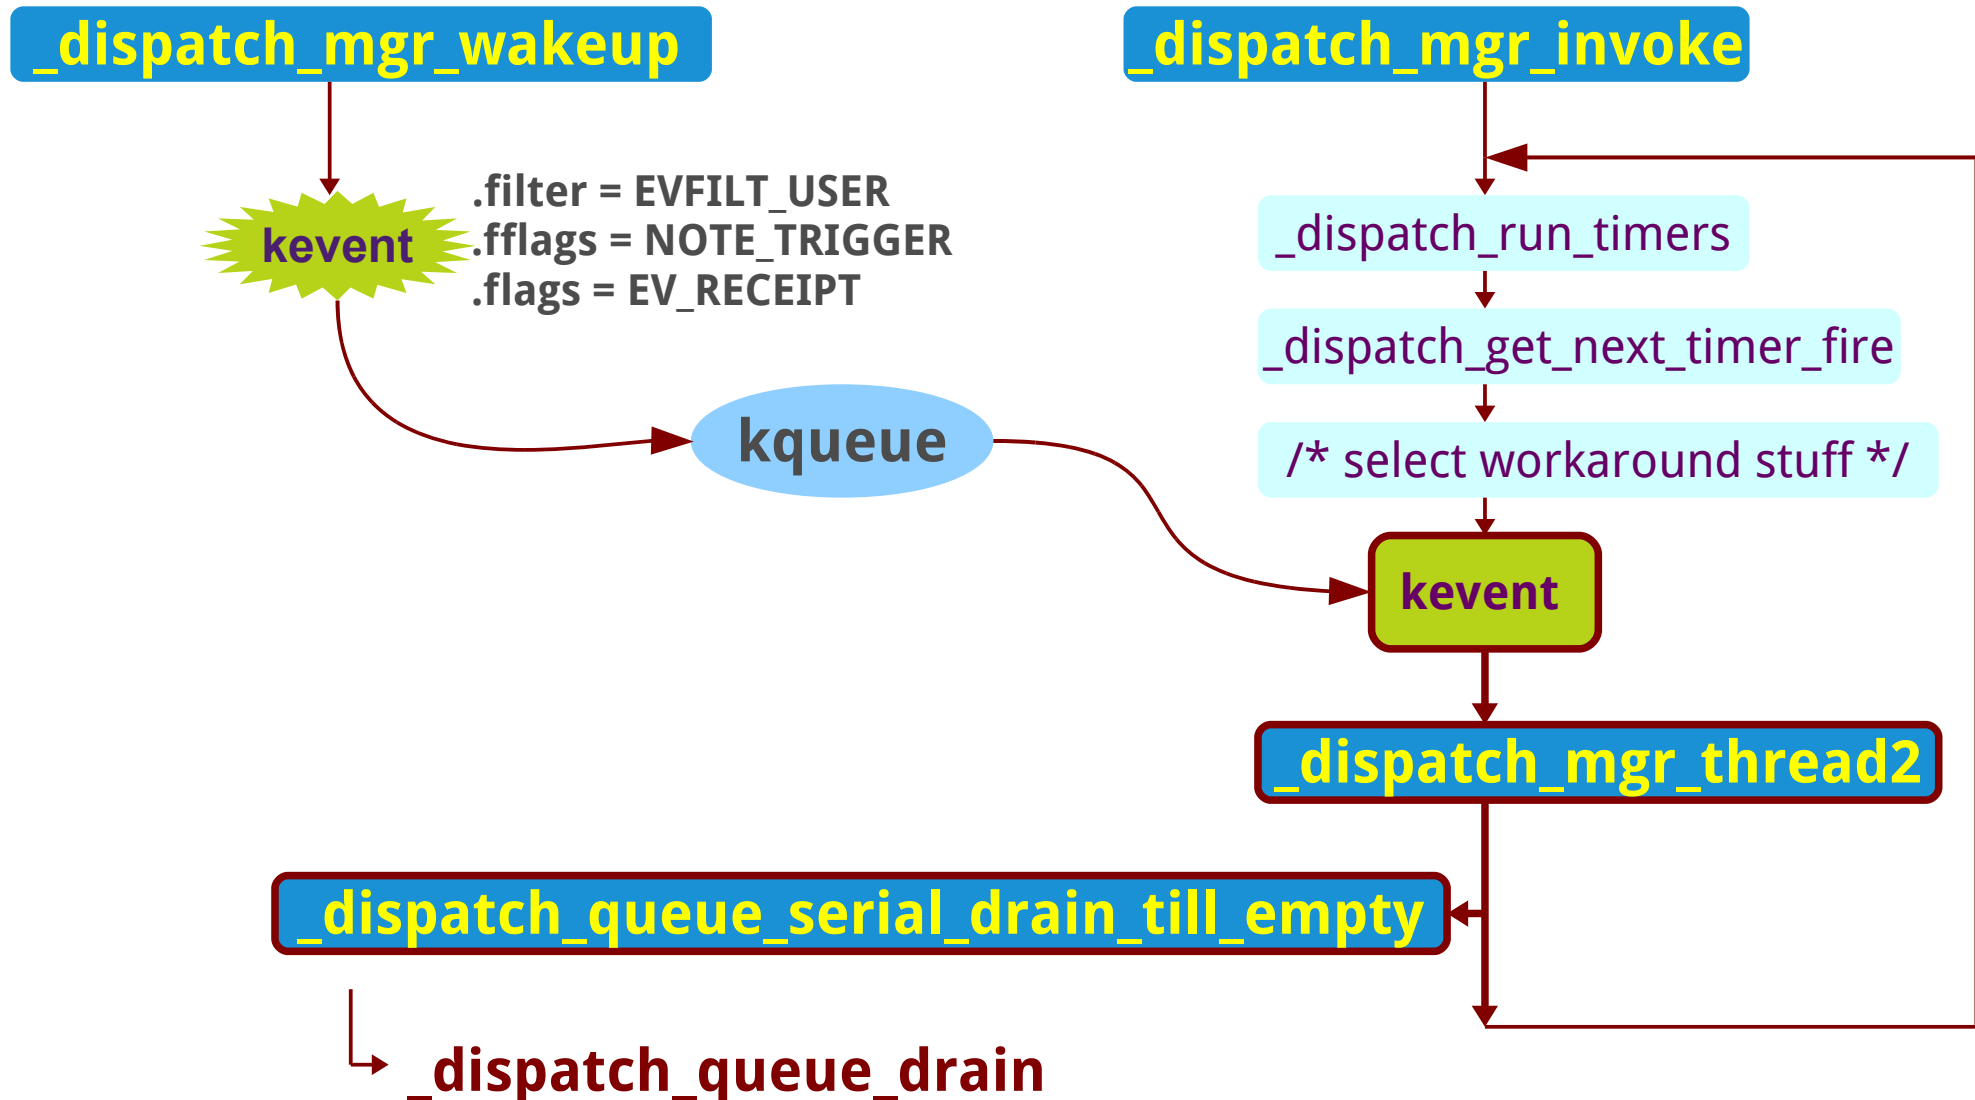 _dispatch_mgr_wakeup
_dispatch_mgr_invoke
kevent
.filter = EVFILT_USER
.fflags = NOTE_TRIGGER
.flags = EV_RECEIPT
_dispatch_run_timers
_dispatch_get_next_timer_fire
kqueue
/* select workaround stuff */
kevent
_dispatch_mgr_thread2
_dispatch_queue_serial_drain_till_empty
_dispatch_queue_drain